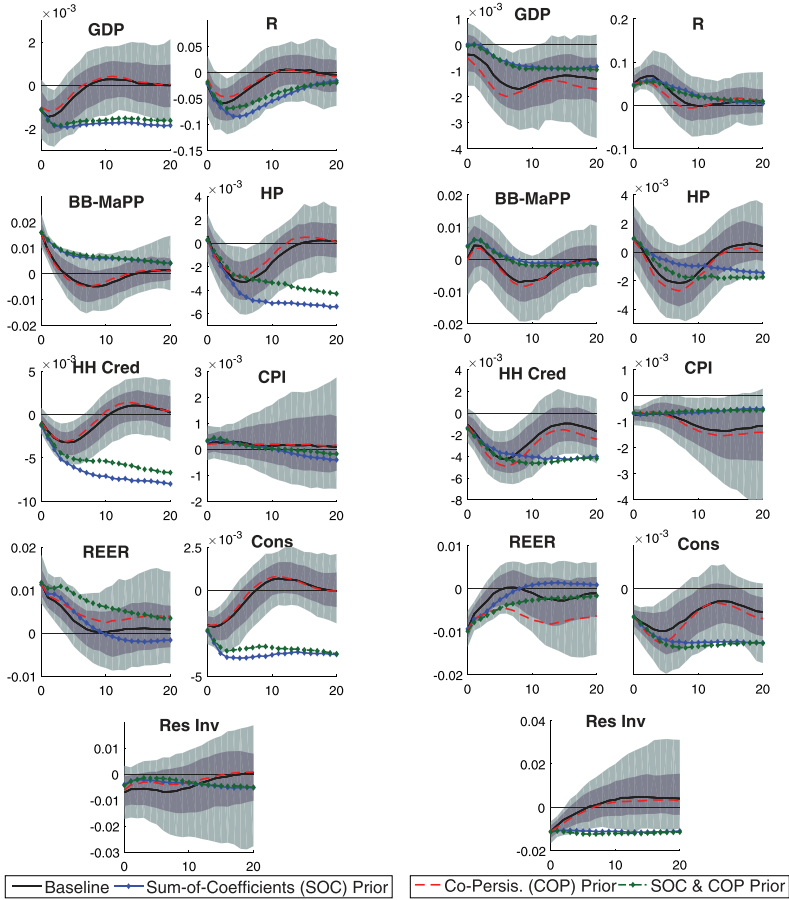 ×10⁻³
GDP
2
0
-2
0 10 20
R
0.05
0
-0.05
-0.1
-0.15
0 10 20
BB-MaPP
0.02
0.01
0
-0.01
-0.02
0 10 20
×10⁻³
HP
4
2
0
-2
-4
-6
0 10 20
×10⁻³
HH Cred
5
0
-5
-10
0 10 20
×10⁻³
CPI
3
2
1
0
-1
-2
0 10 20
REER
0.02
0.01
0
-0.01
0 10 20
×10⁻³
Cons
2.5
0
-5
0 10 20
Res Inv
0.01
0
-0.01
-0.02
-0.03
0 10 20
×10⁻³
GDP
1
0
-1
-2
-3
-4
0 10 20
R
0.2
0.1
0
-0.1
0 10 20
BB-MaPP
0.02
0.01
0
-0.01
-0.02
0 10 20
×10⁻³
HP
4
2
0
-2
-4
0 10 20
×10⁻³
HH Cred
4
2
0
-2
-4
-6
-8
0 10 20
×10⁻³
CPI
1
0
-1
-2
-3
-4
0 10 20
REER
0.01
0
-0.01
-0.02
0 10 20
×10⁻³
Cons
0
0 10 20
Res Inv
0.04
0.02
0
-0.02
0 10 20
Baseline Sum-of-Coefficients (SOC) Prior
Co-Persis. (COP) Prior SOC & COP Prior